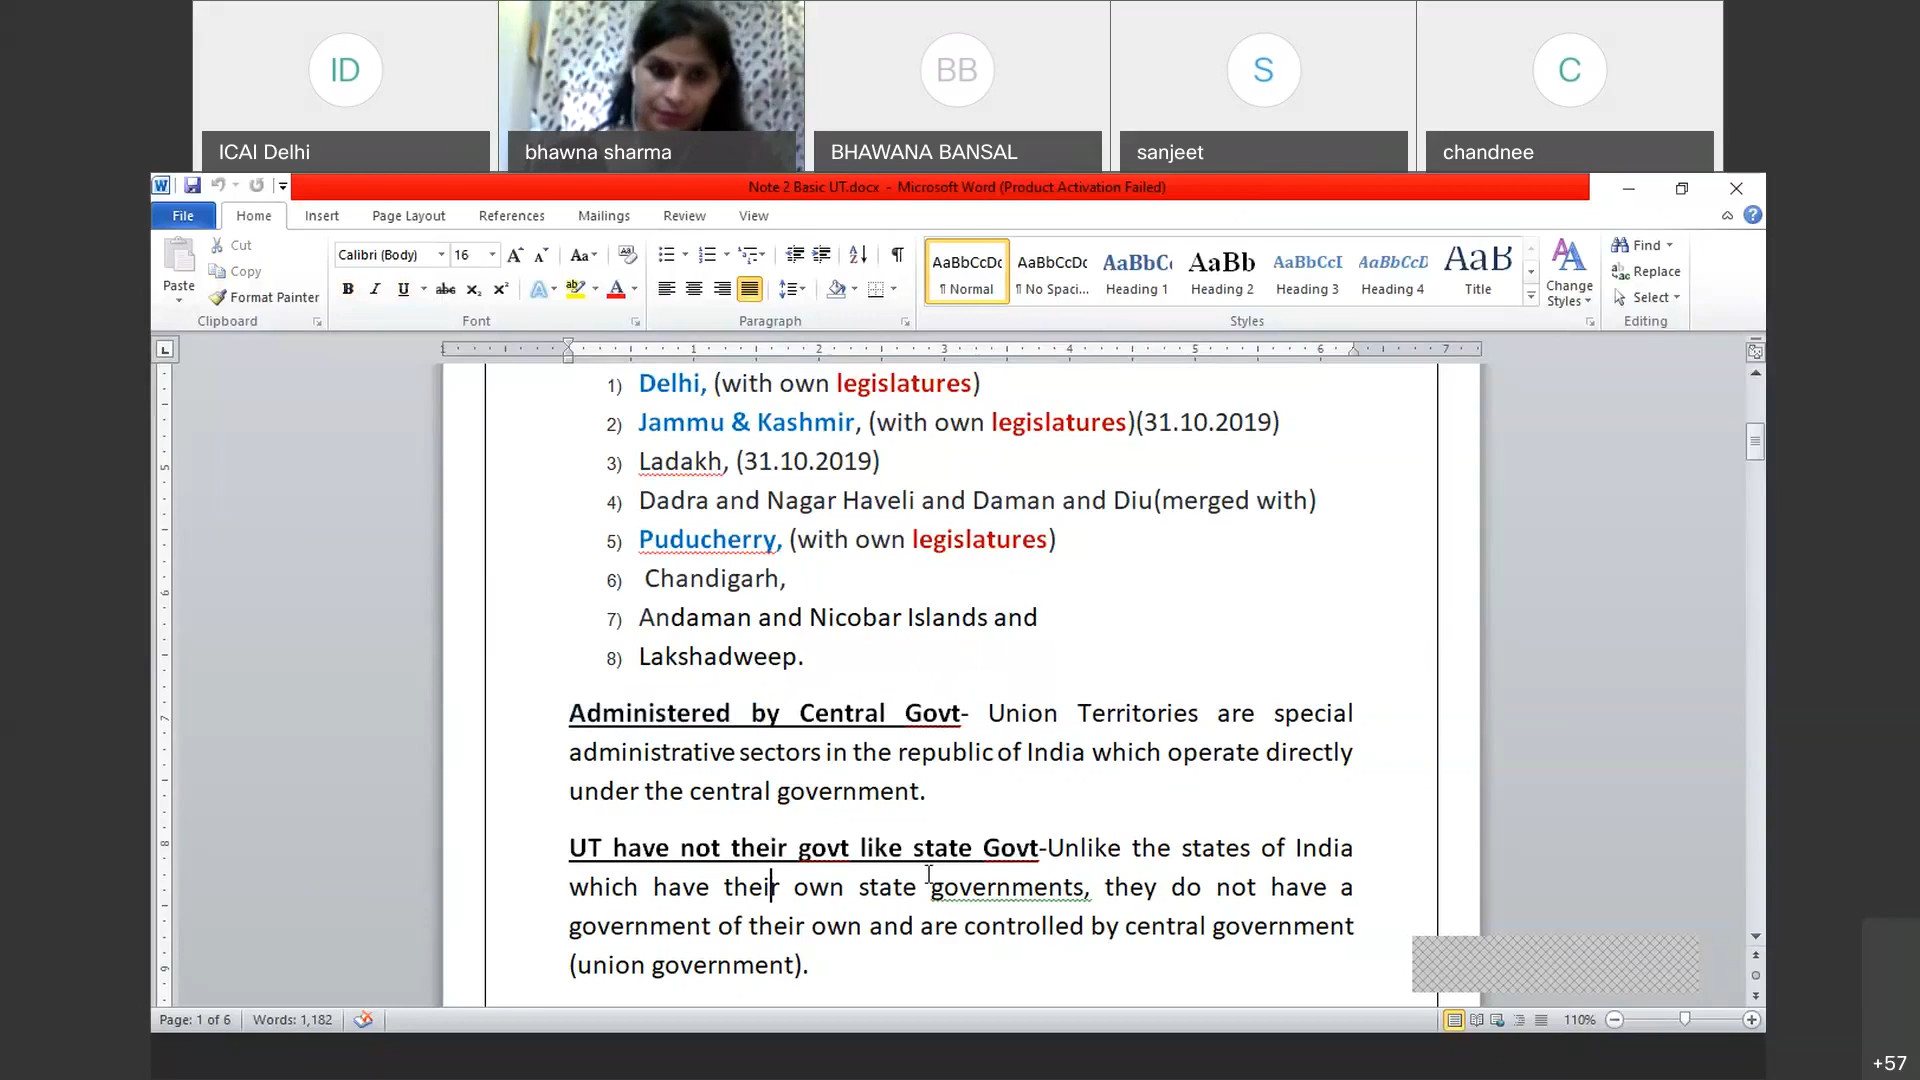 ID
BB
S
C
ICAI Delhi
bhawna sharma
BHAWANA BANSAL
sanjeet
chandnee
Note 2 Basic UT.docx - Microsoft Word (Product Activation Failed)
File Home Insert Page Layout References Mailings Review View
Paste
Cut
Copy
Format Painter
Clipboard
Calibri (Body) 16
Font
Paragraph
AaBbCcDc AaBbCcDc AaBbC AaBb AaBbCcI AaBbCcD AaB
¶ Normal ¶ No Spaci... Heading 1 Heading 2 Heading 3 Heading 4 Title
Change Styles
Styles
Find
Replace
Select
Editing
1 1 2 3 4 5 6 7
1) Delhi, (with own legislatures)
2) Jammu & Kashmir, (with own legislatures)(31.10.2019)
3) Ladakh, (31.10.2019)
4) Dadra and Nagar Haveli and Daman and Diu(merged with)
5) Puducherry, (with own legislatures)
6) Chandigarh,
7) Andaman and Nicobar Islands and
8) Lakshadweep.
Administered by Central Govt- Union Territories are special
administrative sectors in the republic of India which operate directly
under the central government.
UT have not their govt like state Govt-Unlike the states of India
which have their own state governments, they do not have a
government of their own and are controlled by central government
(union government).
Page: 1 of 6 Words: 1,182
110%
+57